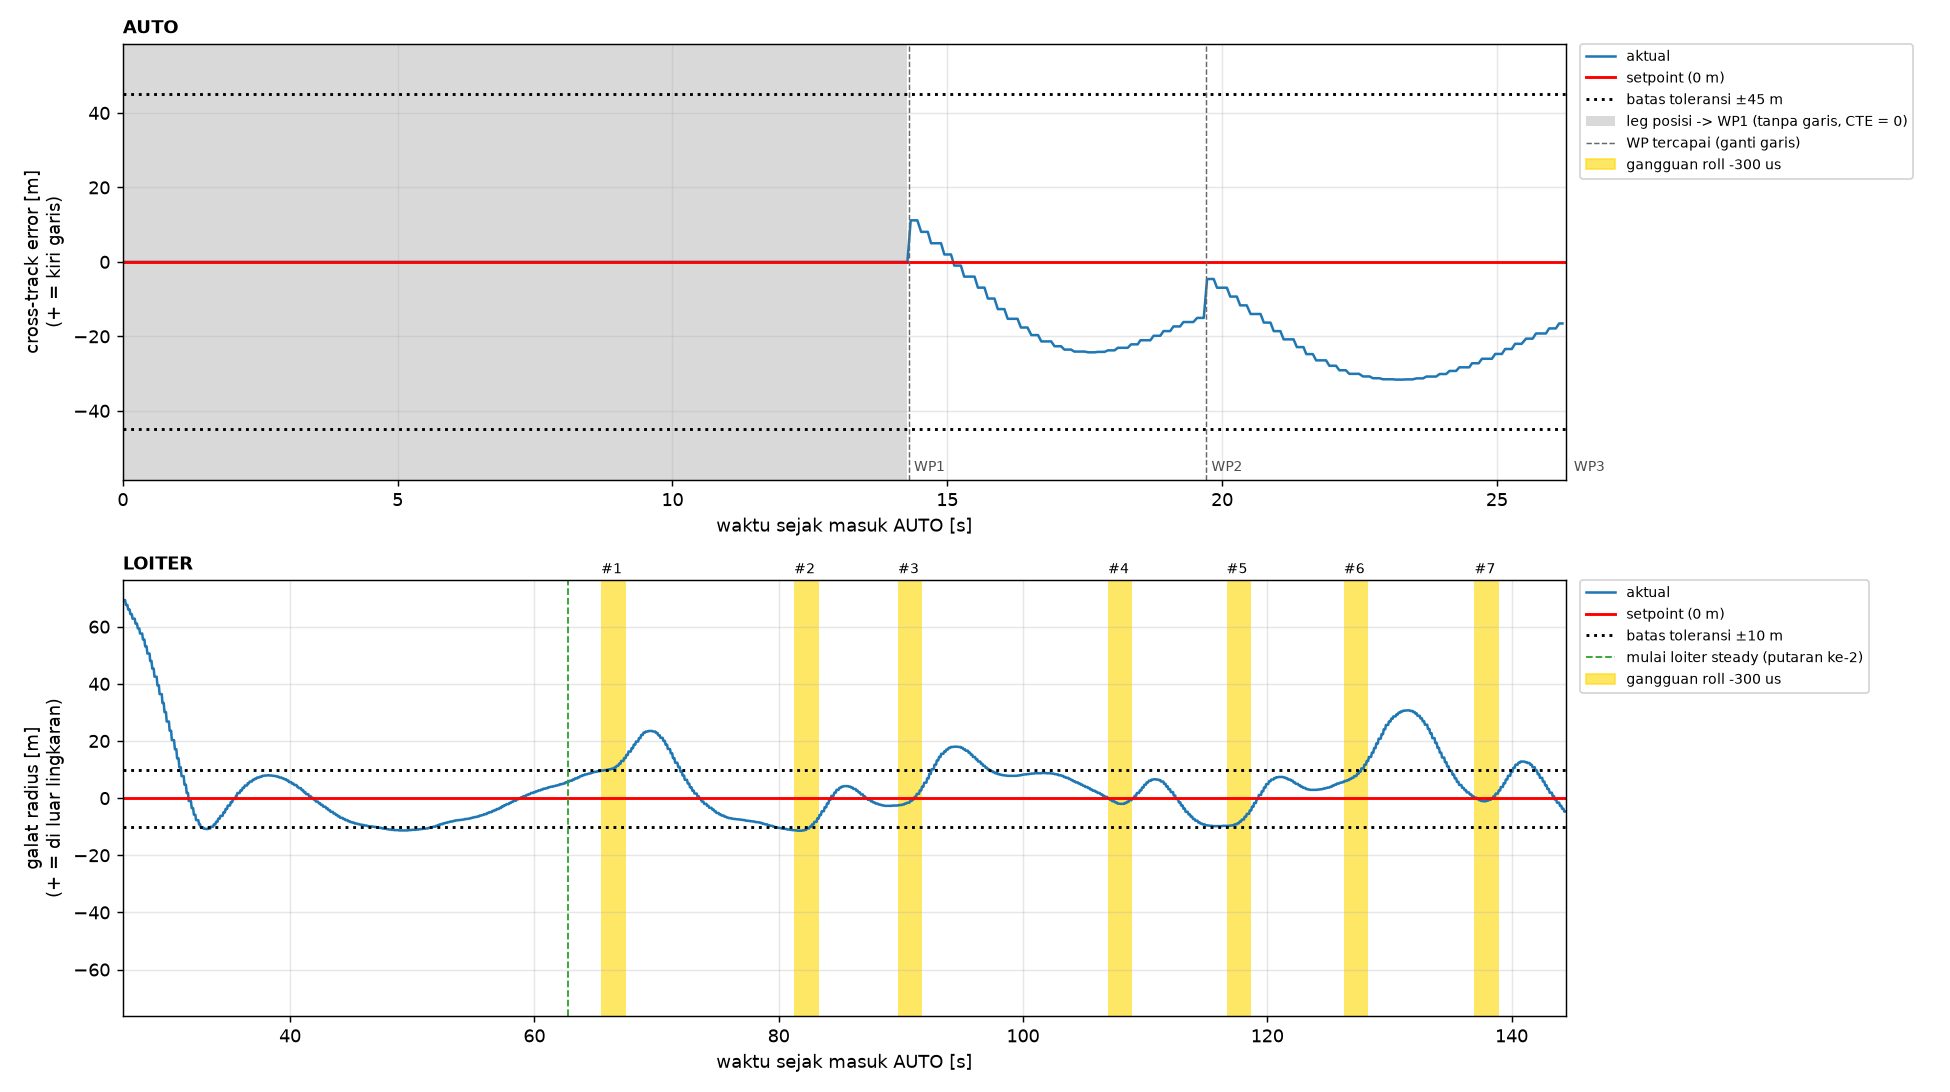 AUTO
40
20
0
−20
−40
cross-track error [m]
(+ = kiri garis)
WP1
WP2
WP3
0
5
10
15
20
25
waktu sejak masuk AUTO [s]
aktual
setpoint (0 m)
batas toleransi ±45 m
leg posisi -> WP1 (tanpa garis, CTE = 0)
WP tercapai (ganti garis)
gangguan roll -300 us
LOITER
#1
#2
#3
#4
#5
#6
#7
60
40
20
0
−20
−40
−60
galat radius [m]
(+ = di luar lingkaran)
40
60
80
100
120
140
waktu sejak masuk AUTO [s]
aktual
setpoint (0 m)
batas toleransi ±10 m
mulai loiter steady (putaran ke-2)
gangguan roll -300 us